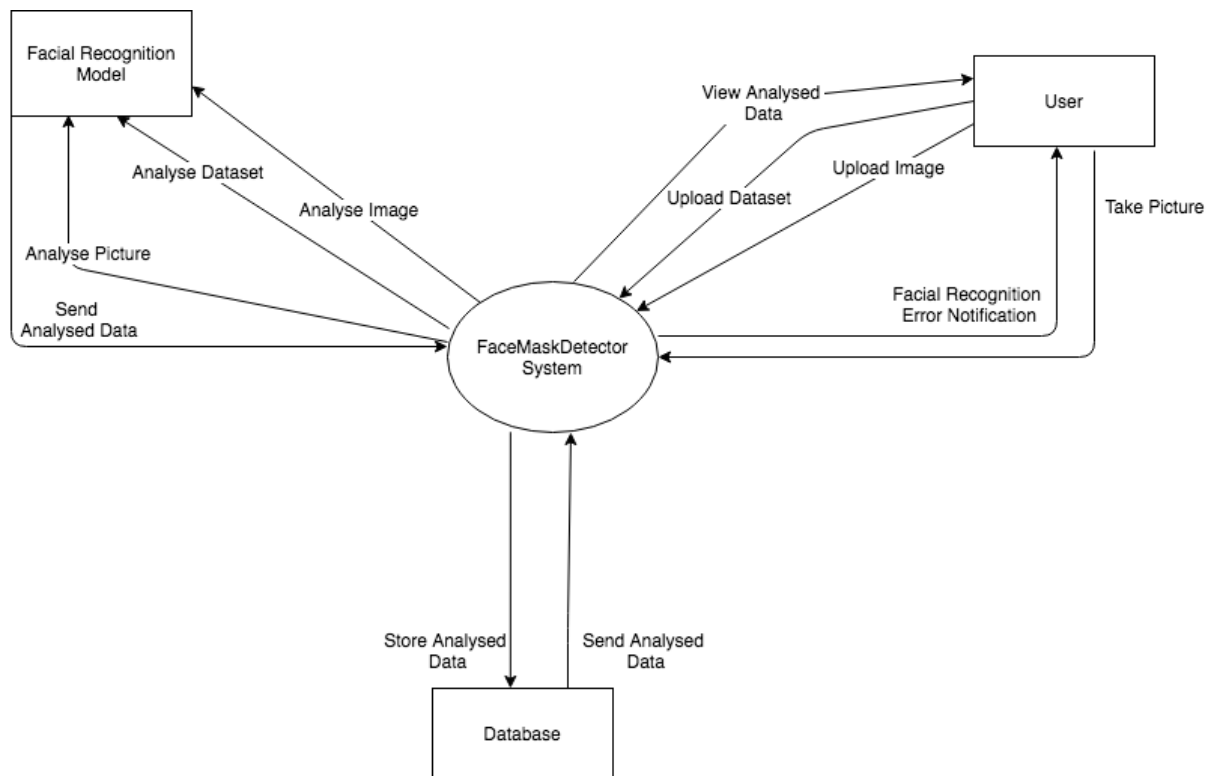 Facial Recognition
Model
View Analysed
Data
User
Analyse Dataset
Upload Image
Upload Dataset
Analyse Image
Take Picture
Analyse Picture
Send
Analysed Data
Facial Recognition
Error Notification
FaceMaskDetector
System
Store Analysed
Data
Send Analysed
Data
Database